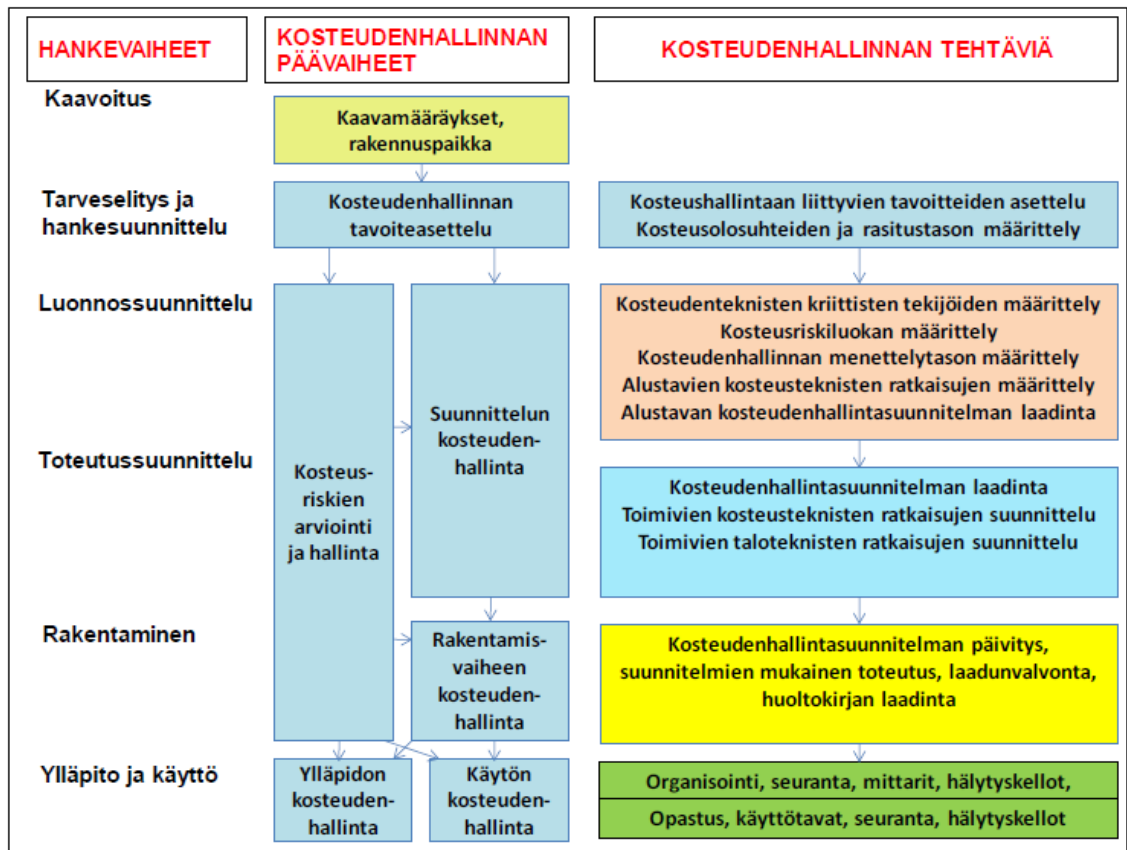 HANKEVAIHEET
KOSTEUDENHALLINNAN
PÄÄVAIHEET
KOSTEUDENHALLINNAN TEHTÄVIÄ
Kaavoitus
Kaavamääräykset,
rakennuspaikka
Tarveselitys ja
hankesuunnittelu
Kosteudenhallinnan
tavoiteasettelu
Kosteushallintaan liittyvien tavoitteiden asettelu
Kosteusolosuhteiden ja rasitustason määrittely
Luonnossuunnittelu
Kosteudenteknisten kriittisten tekijöiden määrittely
Kosteusriskiluokan määrittely
Kosteudenhallinnan menettelytason määrittely
Alustavien kosteusteknisten ratkaisujen määrittely
Alustavan kosteudenhallintasuunnitelman laadinta
Suunnittelun
kosteuden-
hallinta
Toteutussuunnittelu
Kosteus-
riskien
arviointi
ja hallinta
Kosteudenhallintasuunnitelman laadinta
Toimivien kosteusteknisten ratkaisujen suunnittelu
Toimivien taloteknisten ratkaisujen suunnittelu
Rakentaminen
Rakentamis-
vaiheen
kosteuden-
hallinta
Kosteudenhallintasuunnitelman päivitys,
suunnitelmien mukainen toteutus, laadunvalvonta,
huoltokirjan laadinta
Ylläpito ja käyttö
Ylläpidon
kosteuden-
hallinta
Käytön
kosteuden-
hallinta
Organisointi, seuranta, mittarit, hälytyskellot,
Opastus, käyttötavat, seuranta, hälytyskellot